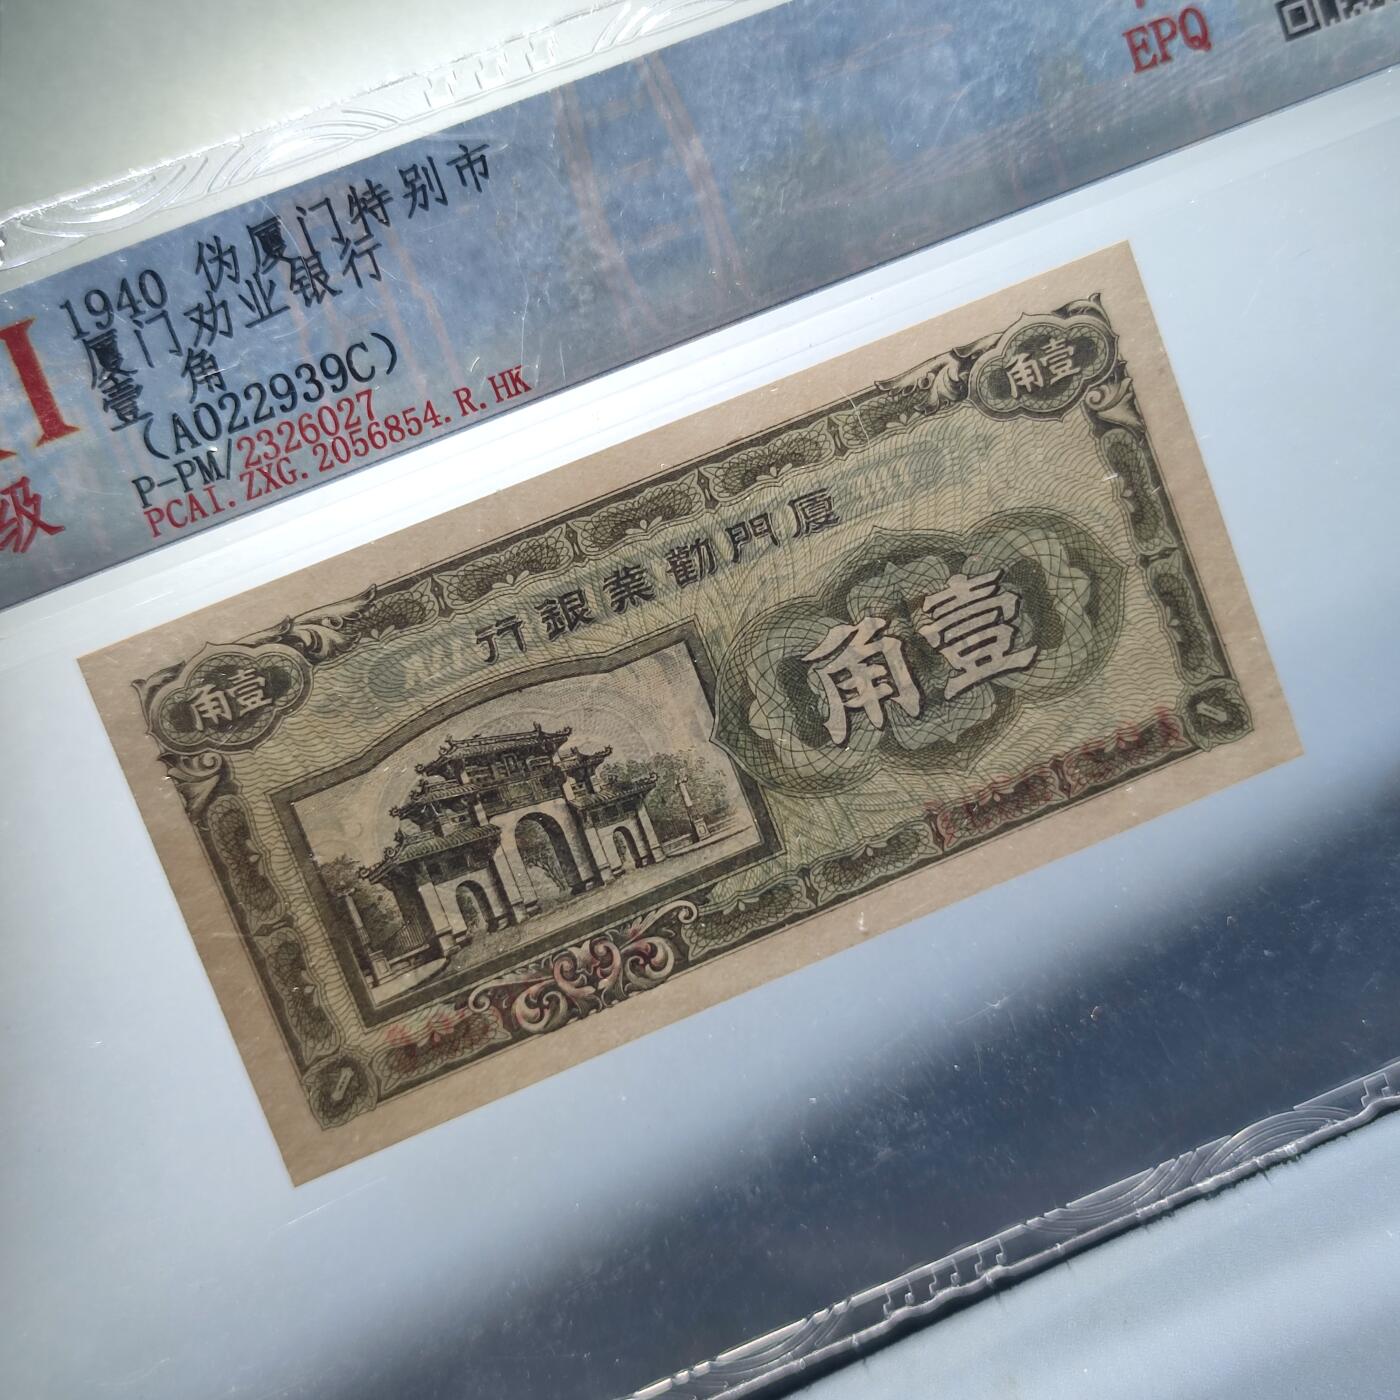 EPQ
1940 伪厦门特别市
厦门劝业银行
壹 角
(A022939C)
P-PM/2326027
PCAI.ZXG.2056854.R.HK
级
角壹
行銀業勸門厦
角壹
角壹